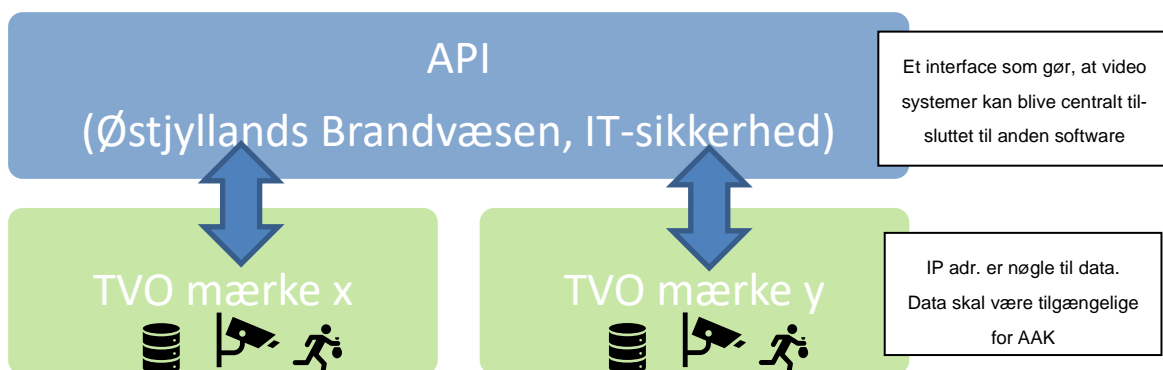 API
(Østjyllands Brandvæsen, IT-sikkerhed)
Et interface som gør, at video
systemer kan blive centralt til-
sluttet til anden software
TVO mærke x
TVO mærke y
IP adr. er nøgle til data.
Data skal være tilgængelige
for AAK